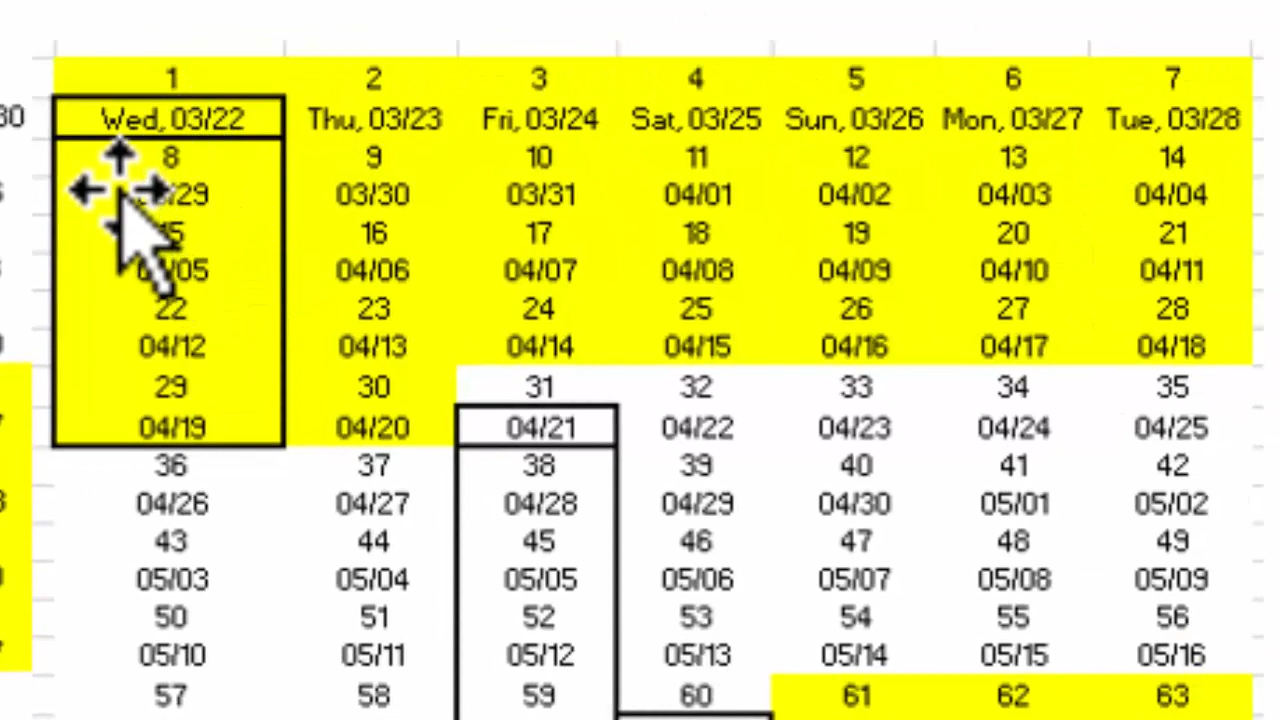 1 2 3 4 5 6 7
30 Wed, 03/22 Thu, 03/23 Fri, 03/24 Sat, 03/25 Sun, 03/26 Mon, 03/27 Tue, 03/28
8 9 10 11 12 13 14
/29 03/30 03/31 04/01 04/02 04/03 04/04
15 16 17 18 19 20 21
/05 04/06 04/07 04/08 04/09 04/10 04/11
22 23 24 25 26 27 28
04/12 04/13 04/14 04/15 04/16 04/17 04/18
29 30 31 32 33 34 35
04/19 04/20 04/21 04/22 04/23 04/24 04/25
36 37 38 39 40 41 42
04/26 04/27 04/28 04/29 04/30 05/01 05/02
43 44 45 46 47 48 49
05/03 05/04 05/05 05/06 05/07 05/08 05/09
50 51 52 53 54 55 56
05/10 05/11 05/12 05/13 05/14 05/15 05/16
57 58 59 60 61 62 63